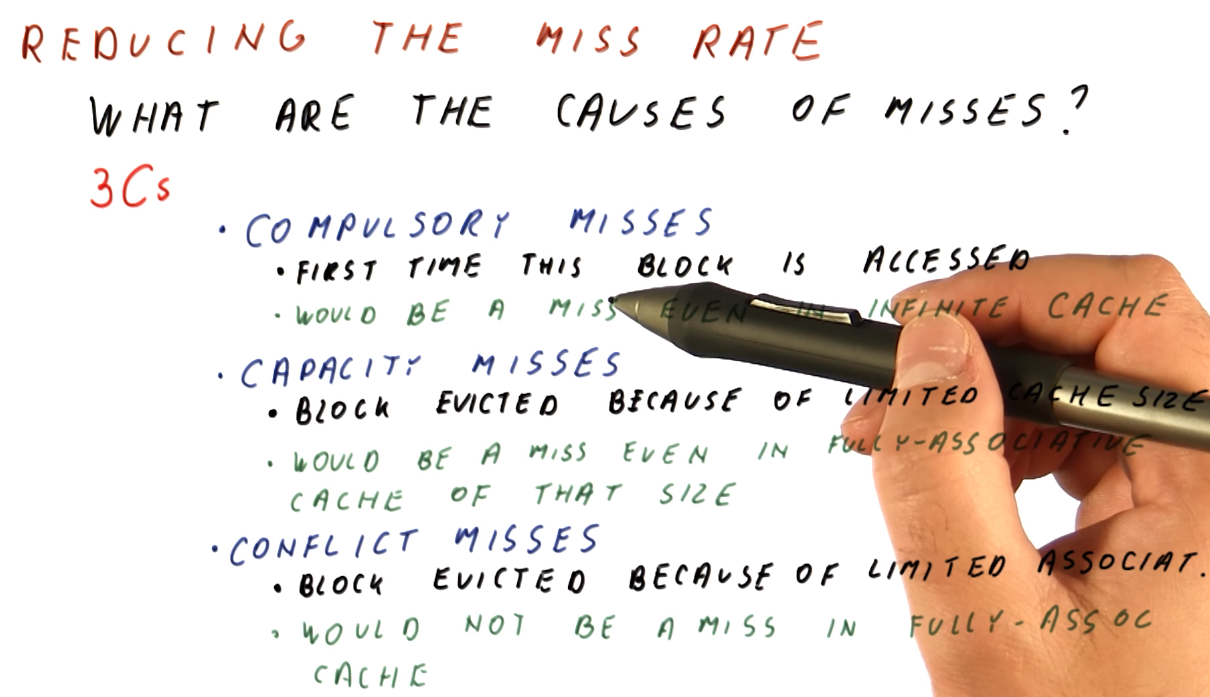 REDUCING THE MISS RATE
WHAT ARE THE CAUSES OF MISSES?
3Cs
• COMPULSORY MISSES
• FIRST TIME THIS BLOCK IS ACCESSED
• WOULD BE A MISS EVEN IN INFINITE CACHE
• CAPACITY MISSES
• BLOCK EVICTED BECAUSE OF LIMITED CACHE SIZE
• WOULD BE A MISS EVEN IN FULLY-ASSOCIATIVE
CACHE OF THAT SIZE
• CONFLICT MISSES
• BLOCK EVICTED BECAUSE OF LIMITED ASSOCIAT.
• WOULD NOT BE A MISS IN FULLY-ASSOC
CACHE